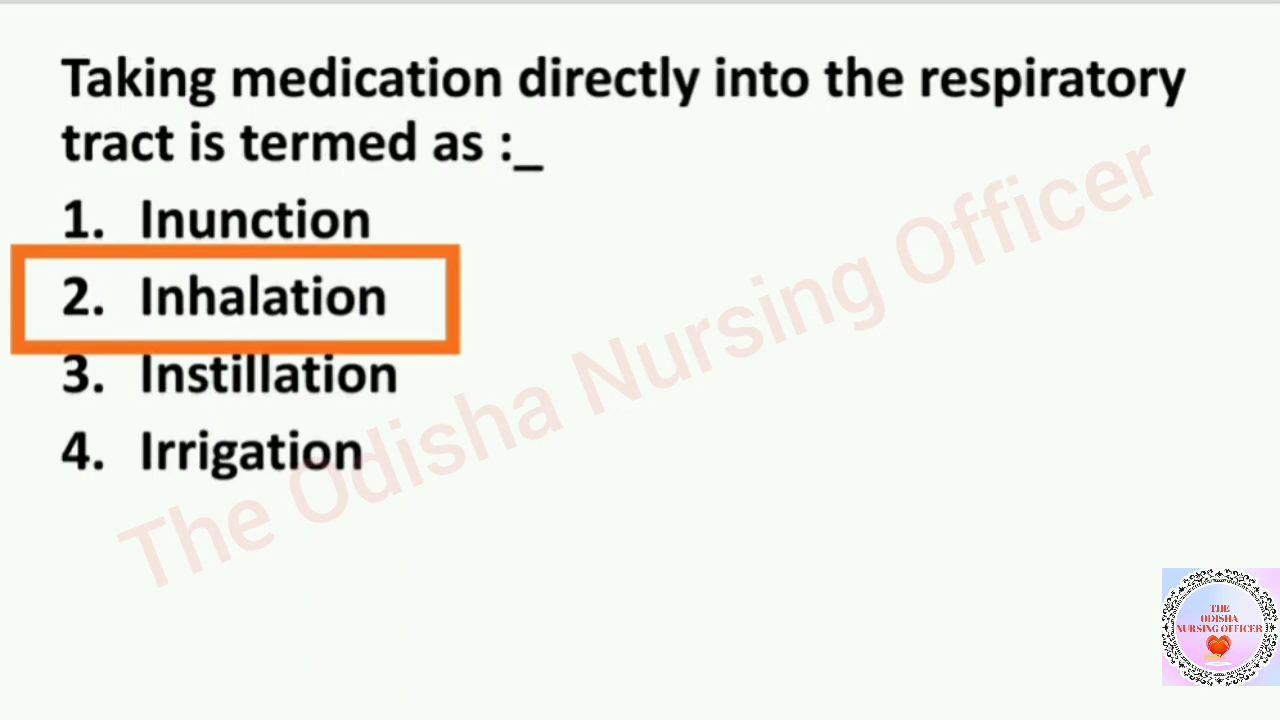 Taking medication directly into the respiratory
tract is termed as :_
1. Inunction
2. Inhalation
3. Instillation
4. Irrigation
The Odisha Nursing Officer
THE
ODISHA
NURSING OFFICER